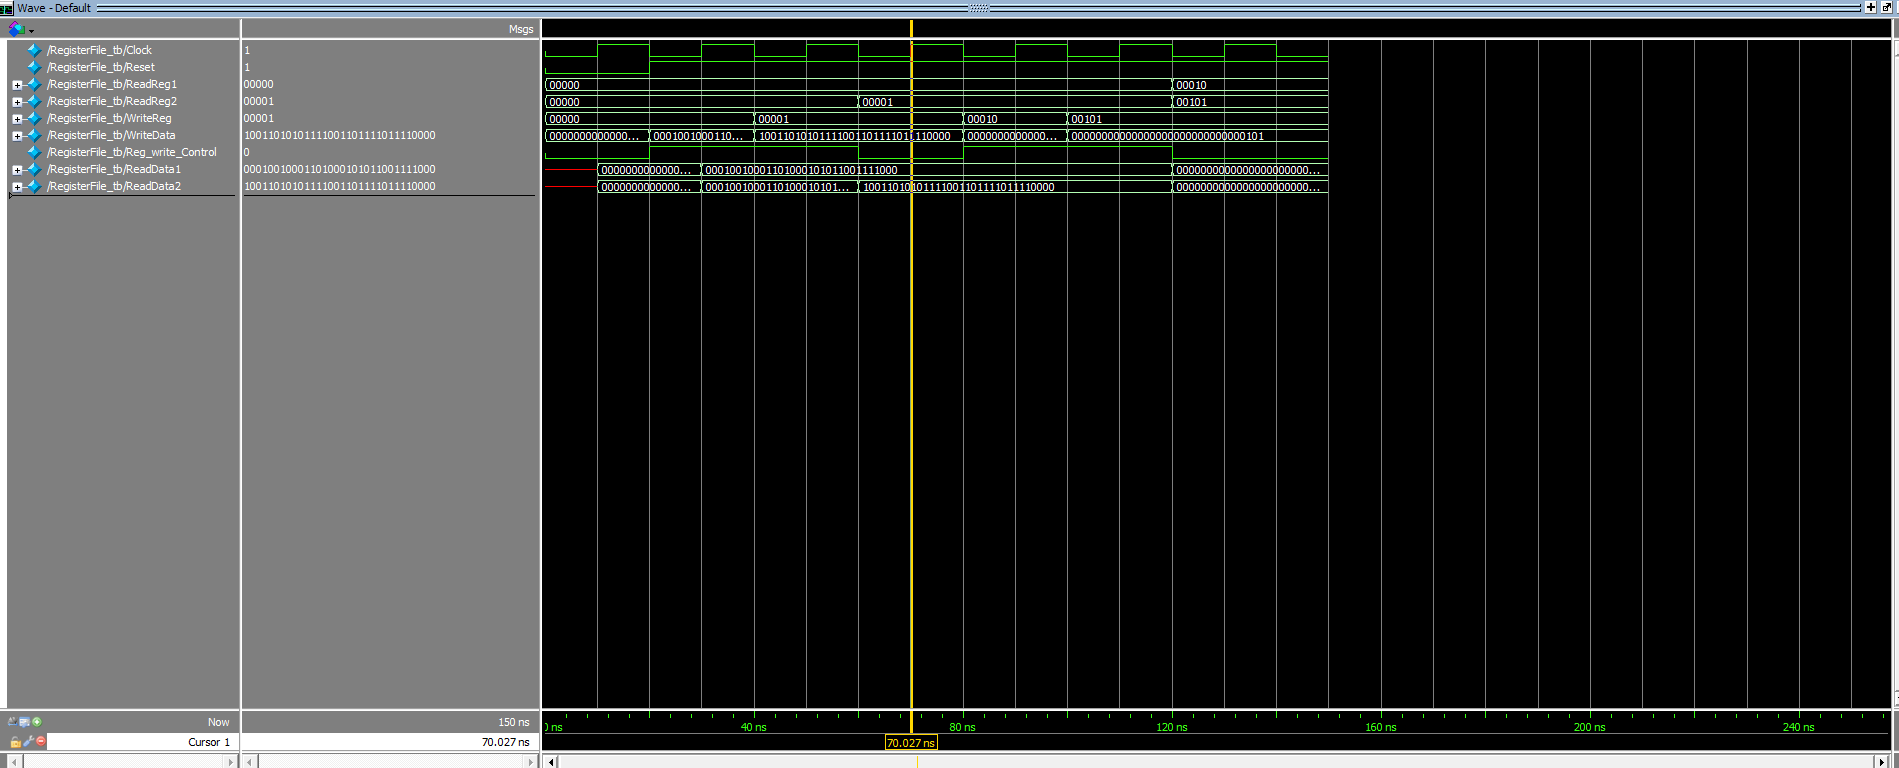 Wave - Default
Msgs
/RegisterFile_tb/Clock 1
/RegisterFile_tb/Reset 1
/RegisterFile_tb/ReadReg1 00000 00000 00010
/RegisterFile_tb/ReadReg2 00001 00000 00001 00101
/RegisterFile_tb/WriteReg 00001 00000 00001 00010 00101
/RegisterFile_tb/WriteData 10011010101111001101111011110000 0000000000000... 0001001000110... 10011010101111001101111011110000 0000000000000... 00000000000000000000000000000101
/RegisterFile_tb/Reg_write_Control 0
/RegisterFile_tb/ReadData1 00010010001101000101011001111000 0000000000000... 00010010001101000101011001111000 0000000000000000000000...
/RegisterFile_tb/ReadData2 10011010101111001101111011110000 0000000000000... 000100100011010001010101... 10011010101111001101111011110000 0000000000000000000000...
Now 150 ns ns 40 ns 80 ns 120 ns 160 ns 200 ns 240 ns
Cursor 1 70.027 ns 70.027 ns